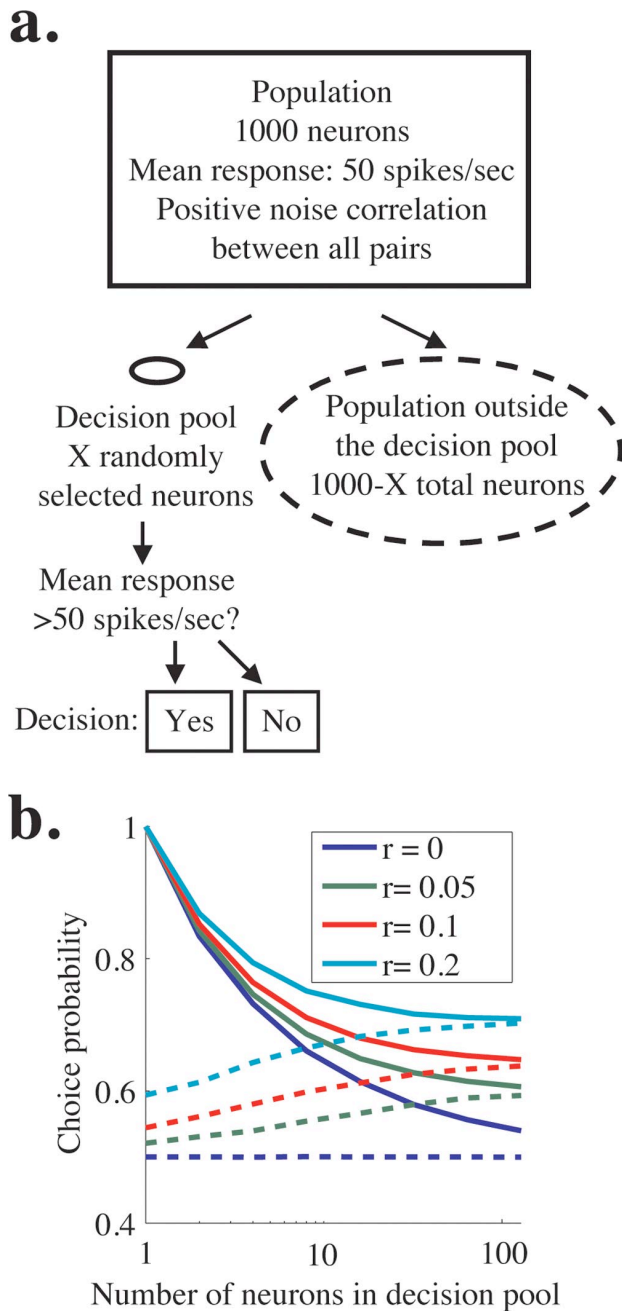 a.
Population
1000 neurons
Mean response: 50 spikes/sec
Positive noise correlation
between all pairs
Decision pool
X randomly
selected neurons
Population outside
the decision pool
1000-X total neurons
Mean response
>50 spikes/sec?
Decision: Yes No
b.
1
0.8
0.6
0.4
Choice probability
r = 0
r= 0.05
r= 0.1
r= 0.2
1 10 100
Number of neurons in decision pool